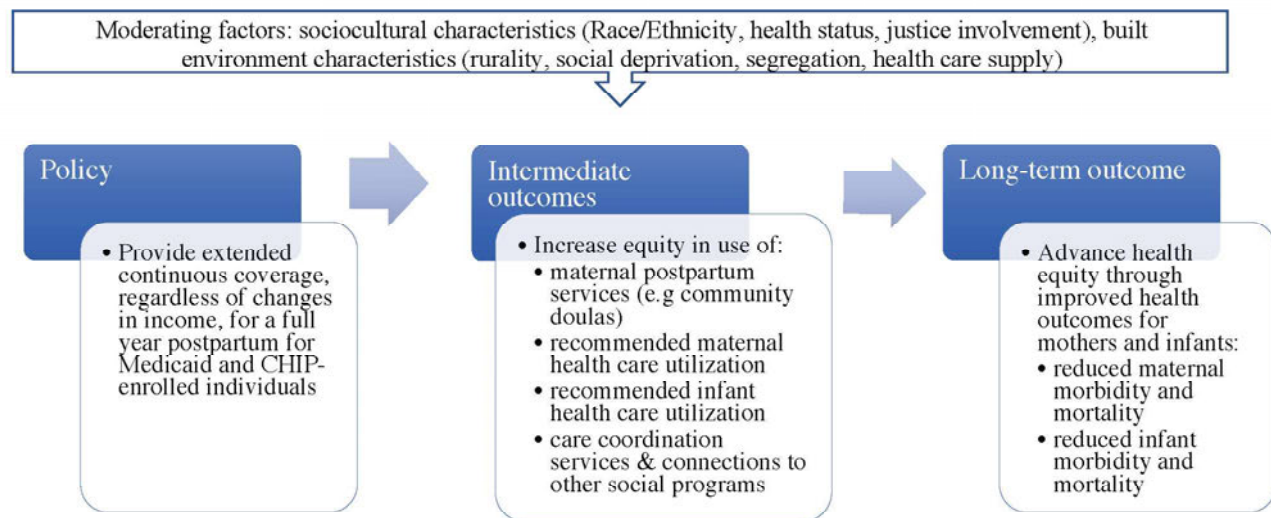 Moderating factors: sociocultural characteristics (Race/Ethnicity, health status, justice involvement), built
environment characteristics (rurality, social deprivation, segregation, health care supply)
Policy
• Provide extended
continuous coverage,
regardless of changes
in income, for a full
year postpartum for
Medicaid and CHIP-
enrolled individuals
Intermediate
outcomes
• Increase equity in use of:
• maternal postpartum
services (e.g community
doulas)
• recommended maternal
health care utilization
• recommended infant
health care utilization
• care coordination
services & connections to
other social programs
Long-term outcome
• Advance health
equity through
improved health
outcomes for
mothers and infants:
• reduced maternal
morbidity and
mortality
• reduced infant
morbidity and
mortality